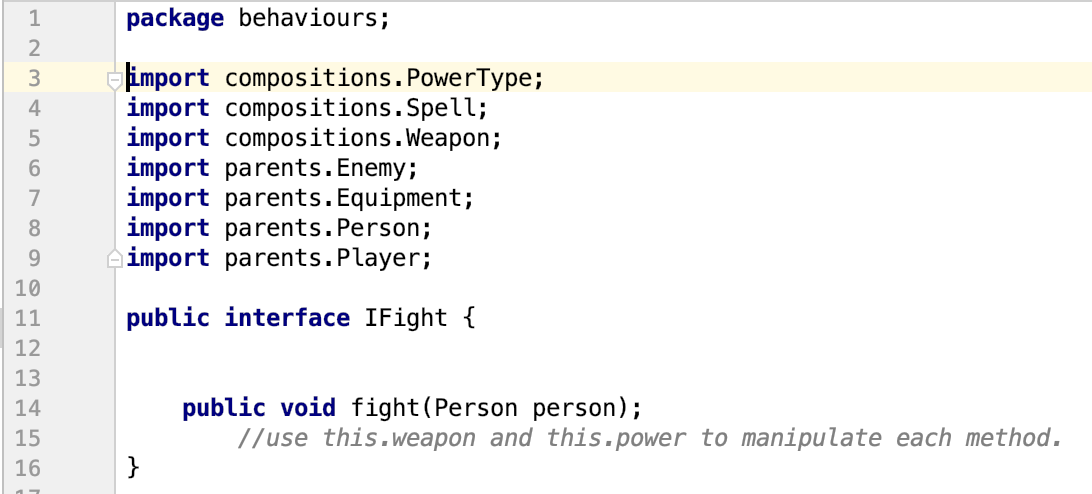 1 package behaviours;
2
3 import compositions.PowerType;
4 import compositions.Spell;
5 import compositions.Weapon;
6 import parents.Enemy;
7 import parents.Equipment;
8 import parents.Person;
9 import parents.Player;
10
11 public interface IFight {
12
13
14 public void fight(Person person);
15 //use this.weapon and this.power to manipulate each method.
16 }
17